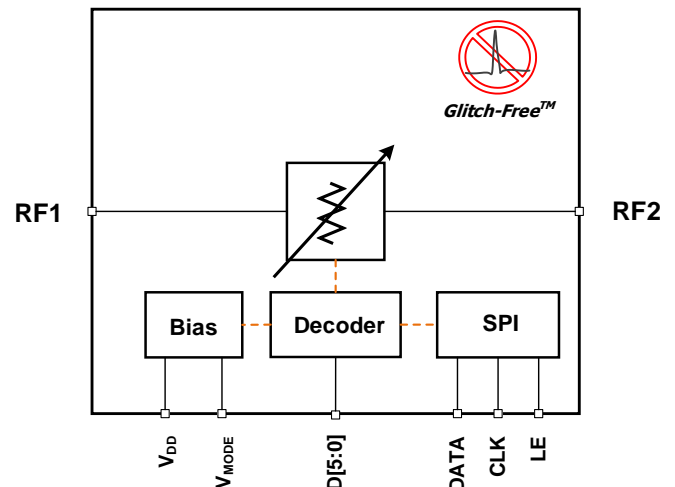 Glitch-Free™
RF1
RF2
Bias
Decoder
SPI
VDD
VMODE
D[5:0]
DATA
CLK
LE